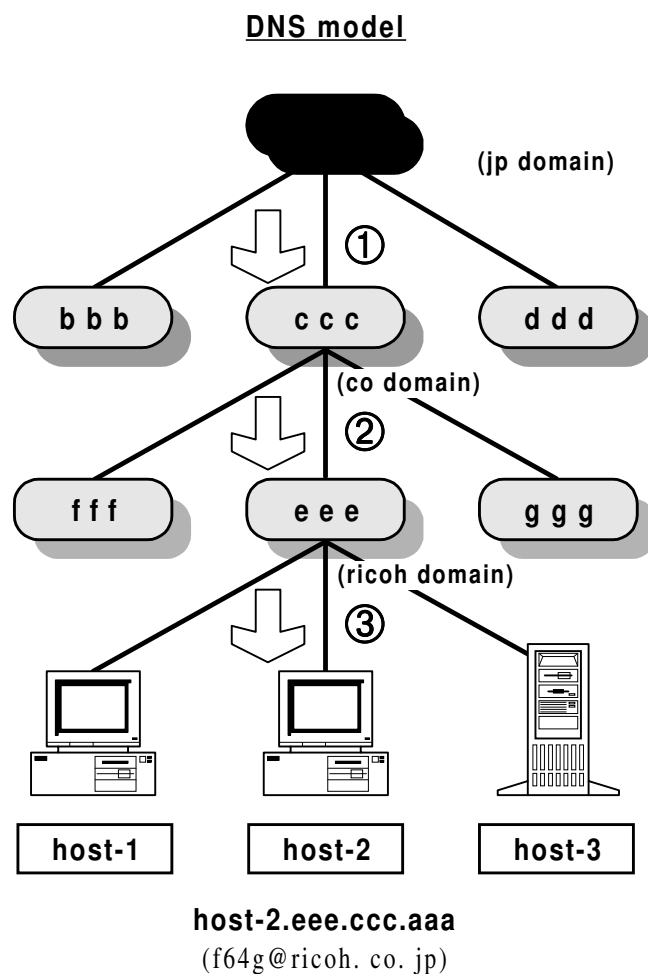 DNS model
(jp domain)
①
b b b
c c c
d d d
(co domain)
②
f f f
e e e
g g g
(ricoh domain)
③
host-1
host-2
host-3
host-2.eee.ccc.aaa
(f64g@ricoh. co. jp)